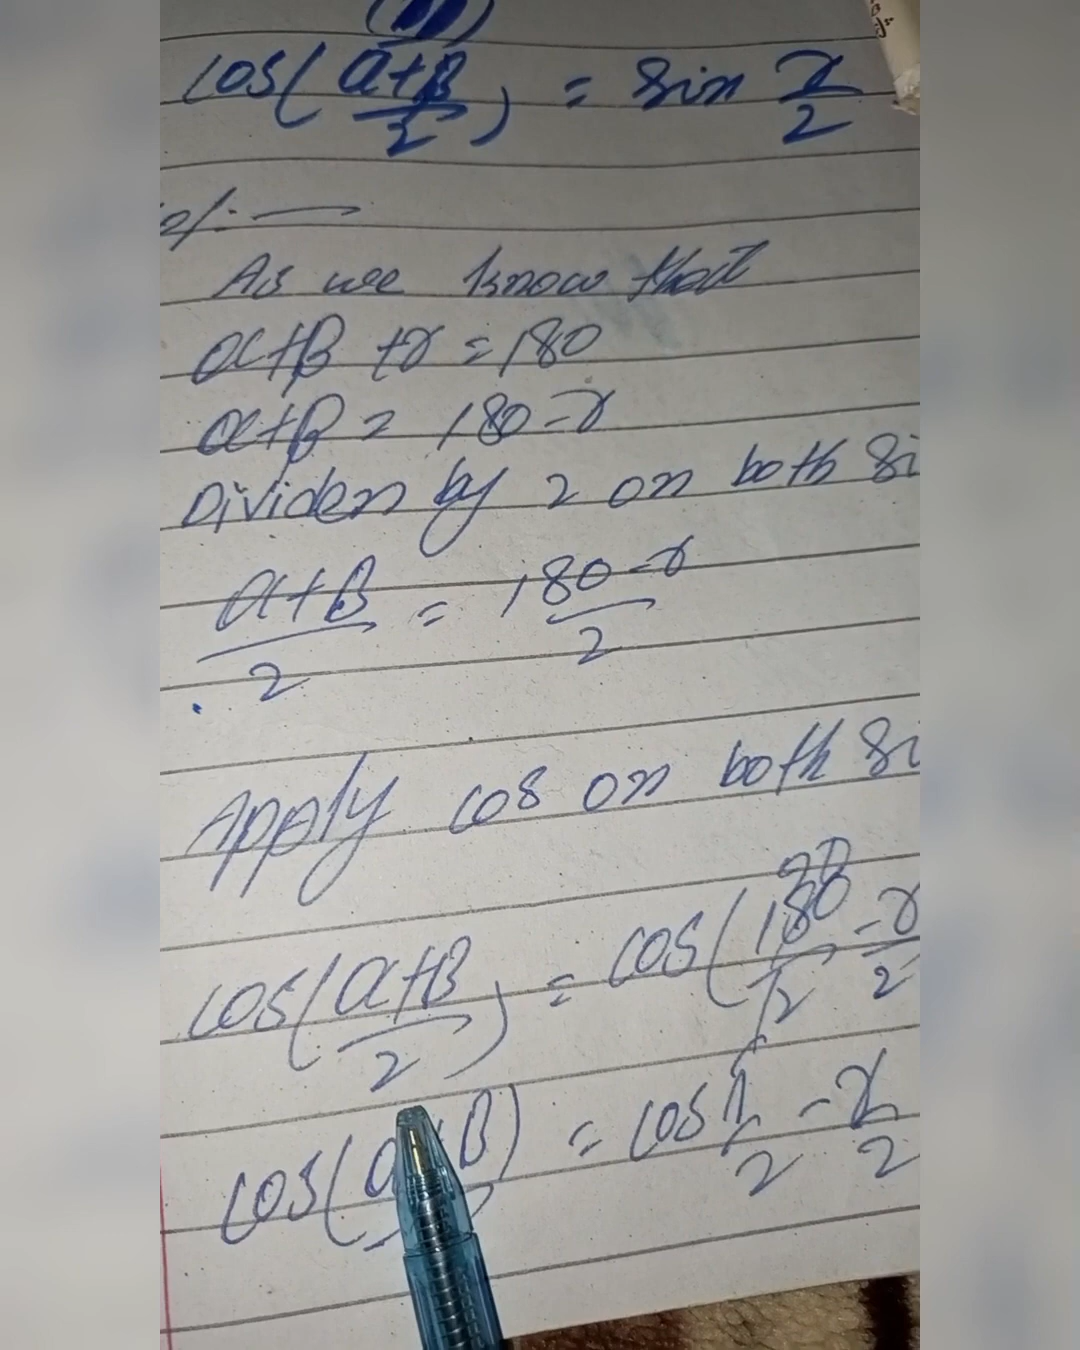 cos(α+β/2) = sin γ/2
Sol:—
As we know that
α+β+γ=180
α+β = 180-γ
Dividen by 2 on both si
α+β/2 = 180-γ/2
Apply cos on both si
cos(α+β/2) = cos(180/2 - γ/2
cos(α+β) = cos π/2 - γ/2